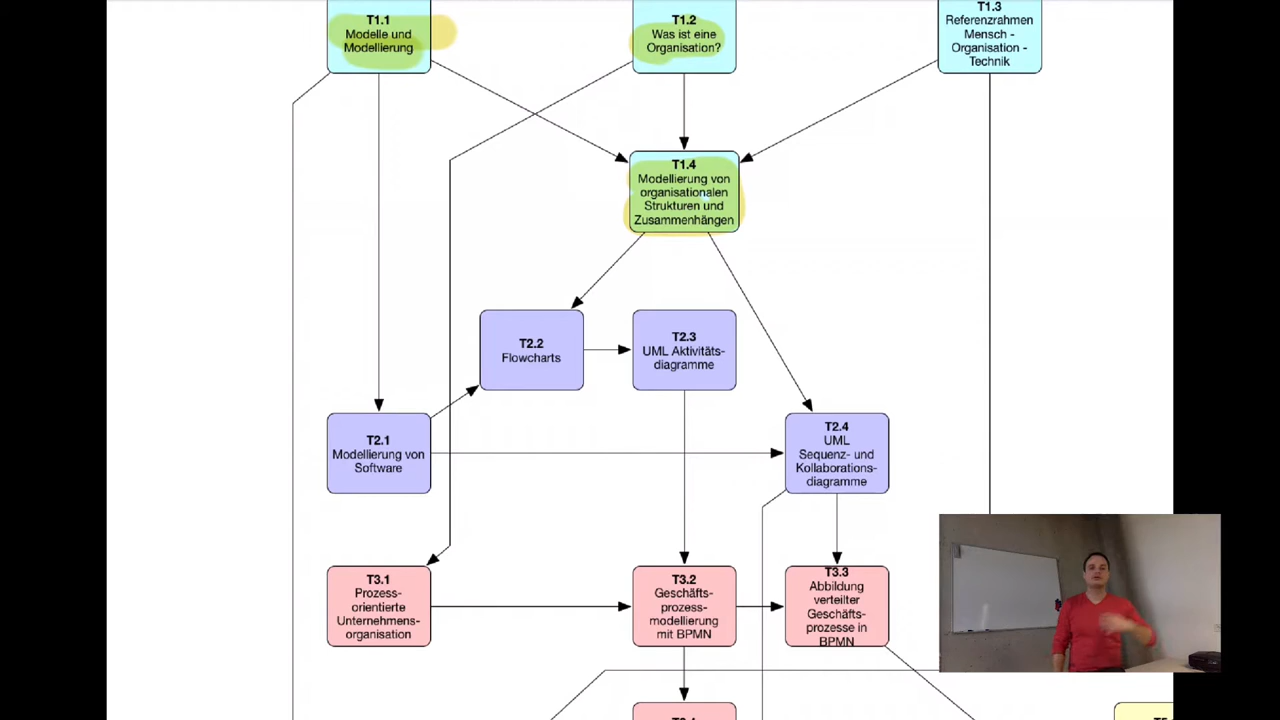 T1.1
Modelle und
Modellierung
T1.2
Was ist eine
Organisation?
T1.3
Referenzrahmen
Mensch -
Organisation -
Technik
T1.4
Modellierung von
organisationalen
Strukturen und
Zusammenhängen
T2.2
Flowcharts
T2.3
UML Aktivitäts-
diagramme
T2.1
Modellierung von
Software
T2.4
UML
Sequenz- und
Kollaborations-
diagramme
T3.1
Prozess-
orientierte
Unternehmens-
organisation
T3.2
Geschäfts-
prozess-
modellierung
mit BPMN
T3.3
Abbildung
verteilter
Geschäfts-
prozesse in
BPMN